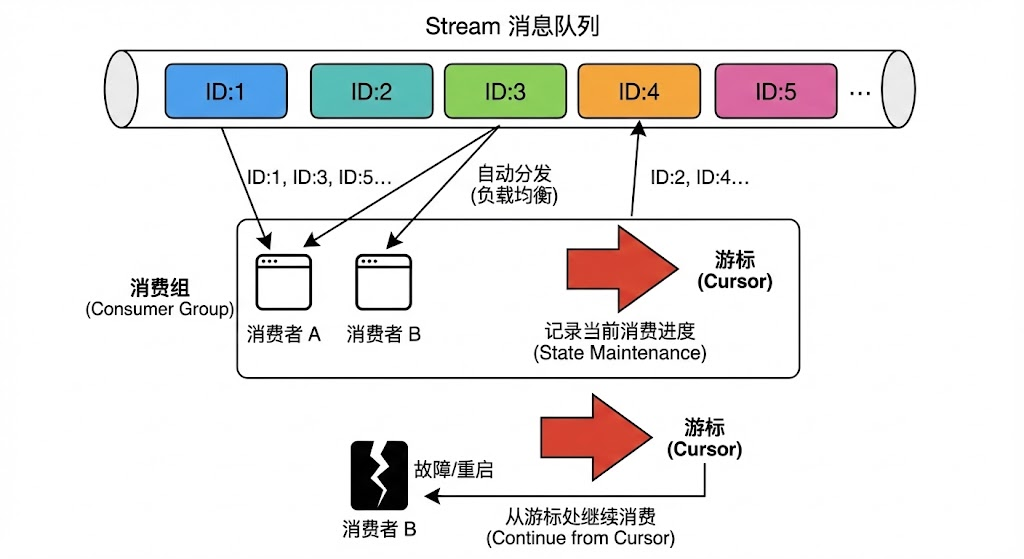 Stream 消息队列
ID:1
ID:2
ID:3
ID:4
ID:5
...
ID:1, ID:3, ID:5...
自动分发
(负载均衡)
ID:2, ID:4...
消费组
(Consumer Group)
消费者 A
消费者 B
游标
(Cursor)
记录当前消费进度
(State Maintenance)
游标
(Cursor)
故障/重启
消费者 B
从游标处继续消费
(Continue from Cursor)